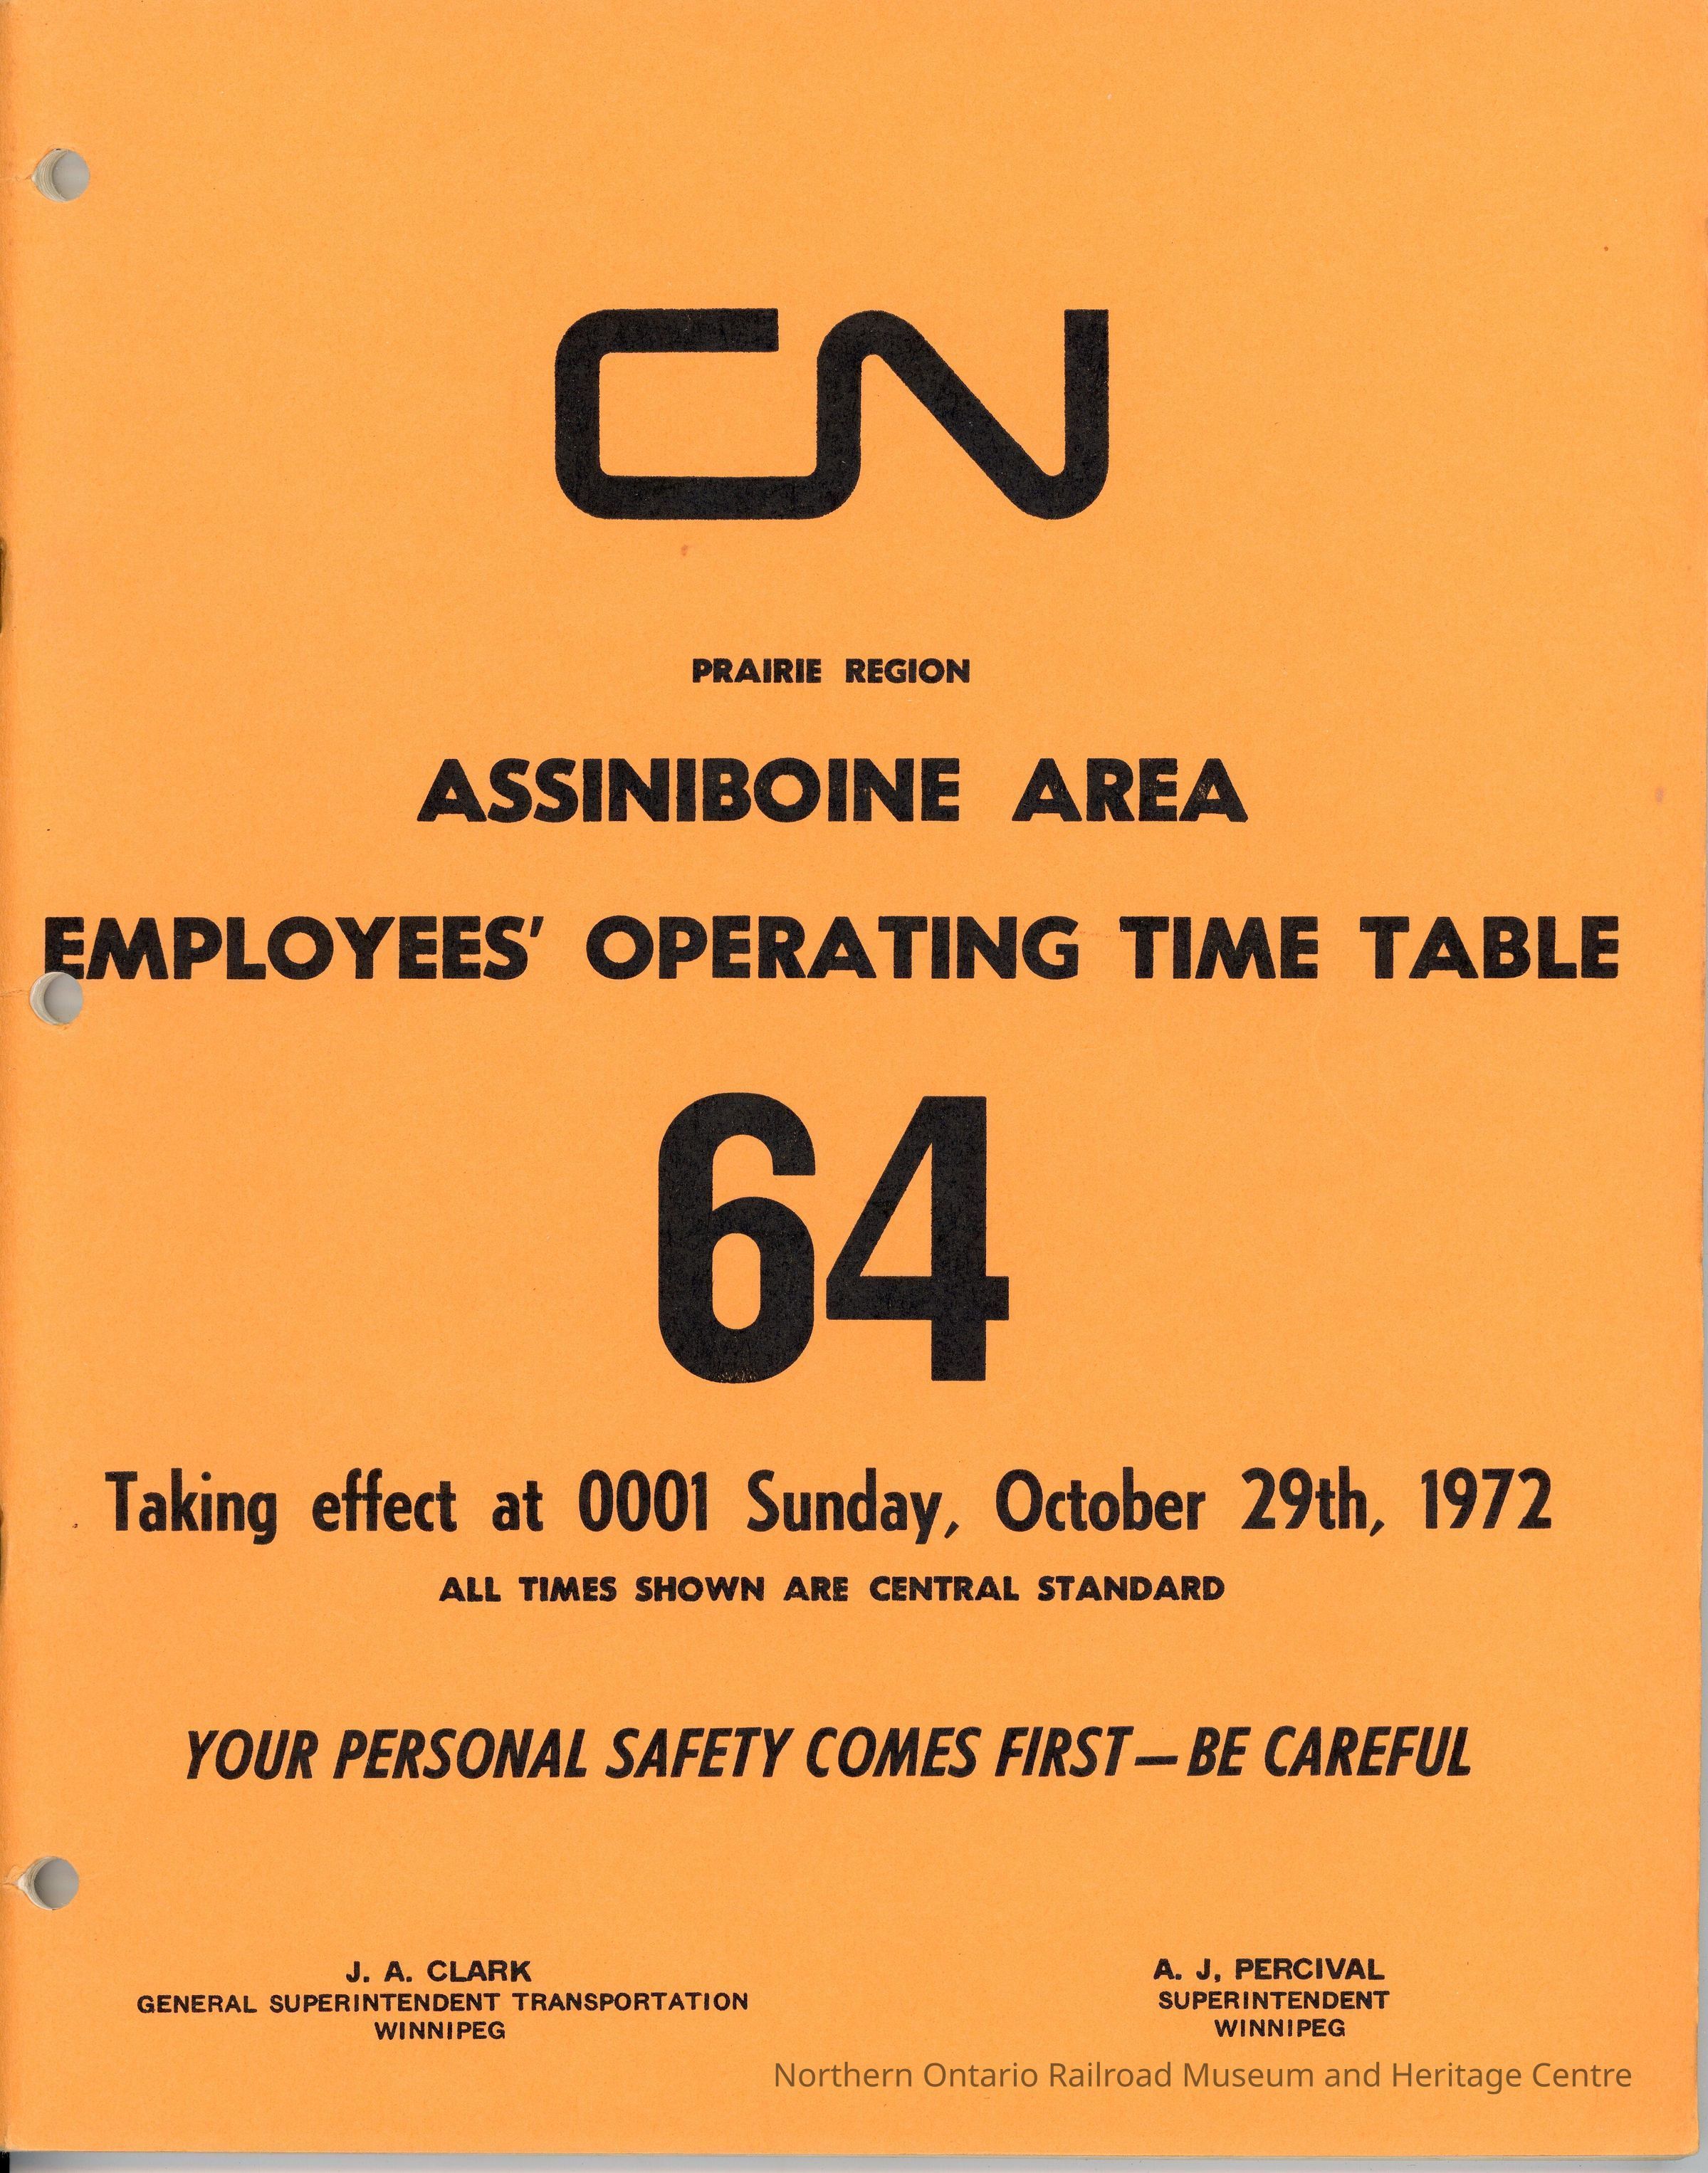 CN
PRAIRIE REGION
ASSINIBOINE AREA
EMPLOYEES' OPERATING TIME TABLE
64
Taking effect at 0001 Sunday, October 29th, 1972
ALL TIMES SHOWN ARE CENTRAL STANDARD
YOUR PERSONAL SAFETY COMES FIRST—BE CAREFUL
J. A. CLARK
GENERAL SUPERINTENDENT TRANSPORTATION
WINNIPEG
A. J, PERCIVAL
SUPERINTENDENT
WINNIPEG
Northern Ontario Railroad Museum and Heritage Centre